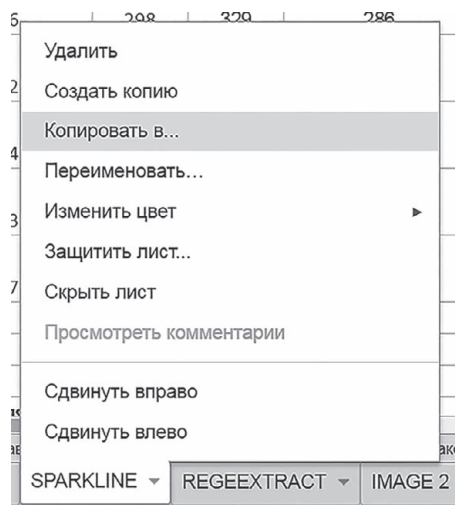 298 329 286
Удалить
Создать копию
Копировать в...
Переименовать...
Изменить цвет
Защитить лист...
Скрыть лист
Просмотреть комментарии
Сдвинуть вправо
Сдвинуть влево
SPARKLINE REGEEXTRACT IMAGE 2